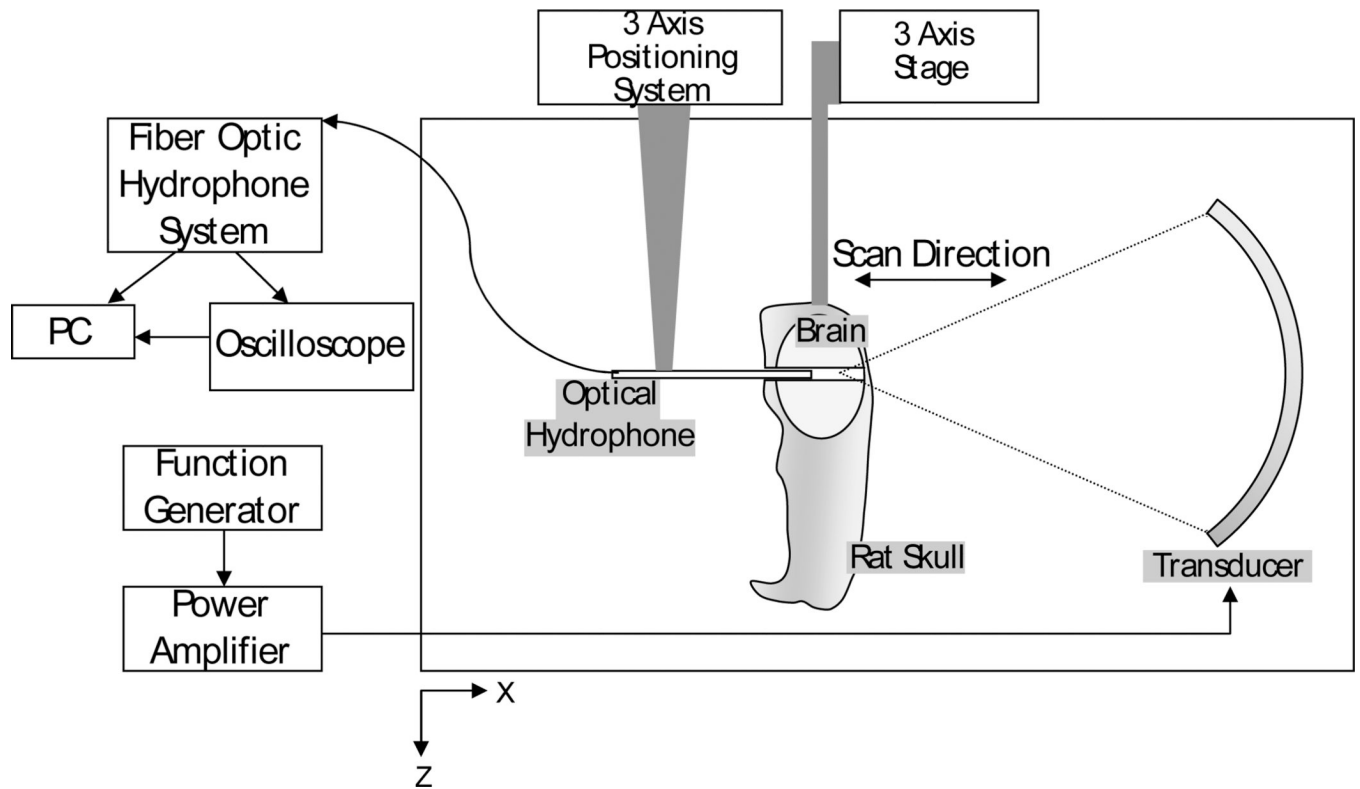 3 Axis
Positioning
System
3 Axis
Stage
Fiber Optic
Hydrophone
System
PC
Oscilloscope
Scan Direction
Brain
Optical
Hydrophone
Function
Generator
Power
Amplifier
Rat Skull
Transducer
X
Z